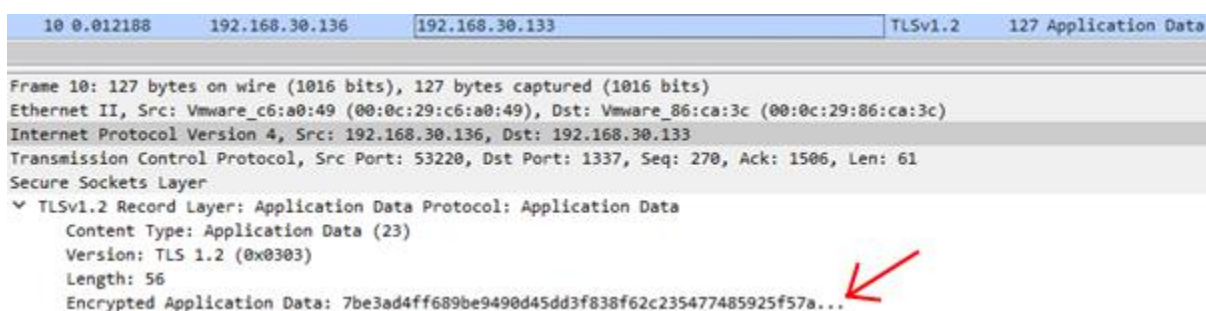 10 0.012188 192.168.30.136 192.168.30.133 TLSv1.2 127 Application Data
Frame 10: 127 bytes on wire (1016 bits), 127 bytes captured (1016 bits)
Ethernet II, Src: Vmware_c6:a0:49 (00:0c:29:c6:a0:49), Dst: Vmware_86:ca:3c (00:0c:29:86:ca:3c)
Internet Protocol Version 4, Src: 192.168.30.136, Dst: 192.168.30.133
Transmission Control Protocol, Src Port: 53220, Dst Port: 1337, Seq: 270, Ack: 1506, Len: 61
Secure Sockets Layer
TLSv1.2 Record Layer: Application Data Protocol: Application Data
Content Type: Application Data (23)
Version: TLS 1.2 (0x0303)
Length: 56
Encrypted Application Data: 7be3ad4ff689be9490d45dd3f838f62c235477485925f57a...